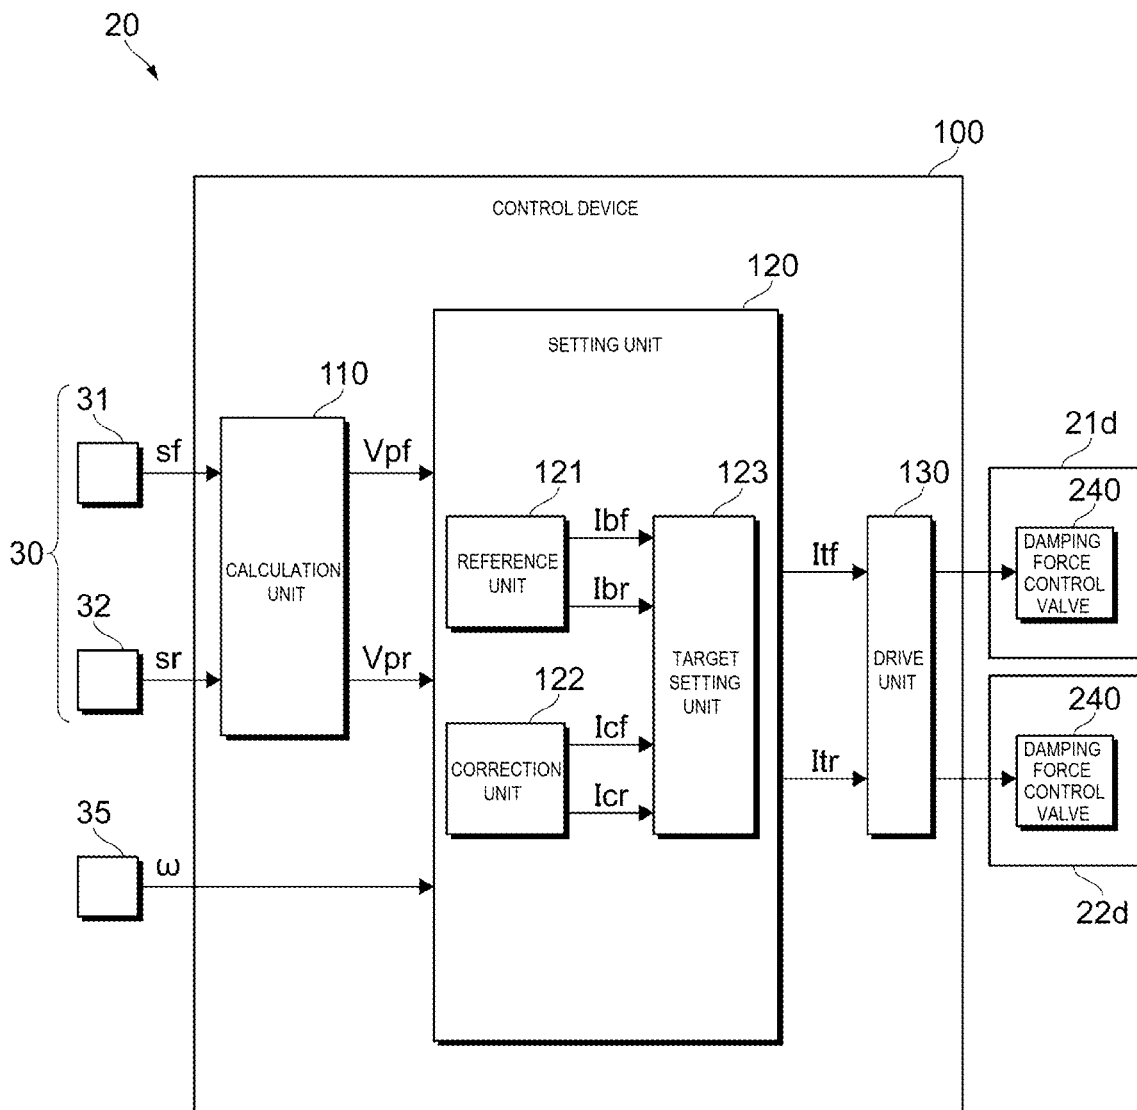 20
100
CONTROL DEVICE
120
SETTING UNIT
110
31
sf
Vpf
21d
121
123
130
240
Ibf
Itf
DAMPING
FORCE
CONTROL
VALVE
30
CALCULATION
UNIT
REFERENCE
UNIT
Ibr
32
sr
Vpr
TARGET
SETTING
UNIT
DRIVE
UNIT
122
240
Icf
Itr
CORRECTION
UNIT
Icr
DAMPING
FORCE
CONTROL
VALVE
35
ω
22d